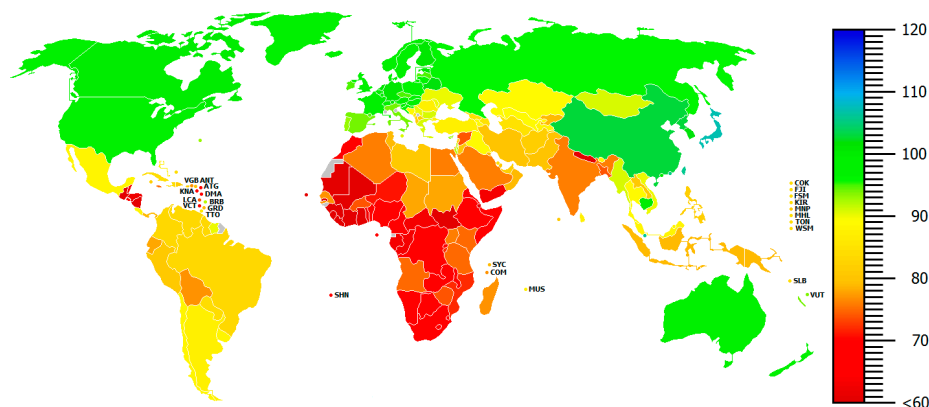 VGB ANT
ATG
KNA
DMA
LCA
BRB
VCT
GRD
TTO
SHN
SYC
COM
MUS
COK
FJI
FSM
KIR
MNP
MHL
TON
WSM
SLB
VUT
120
110
100
90
80
70
<60